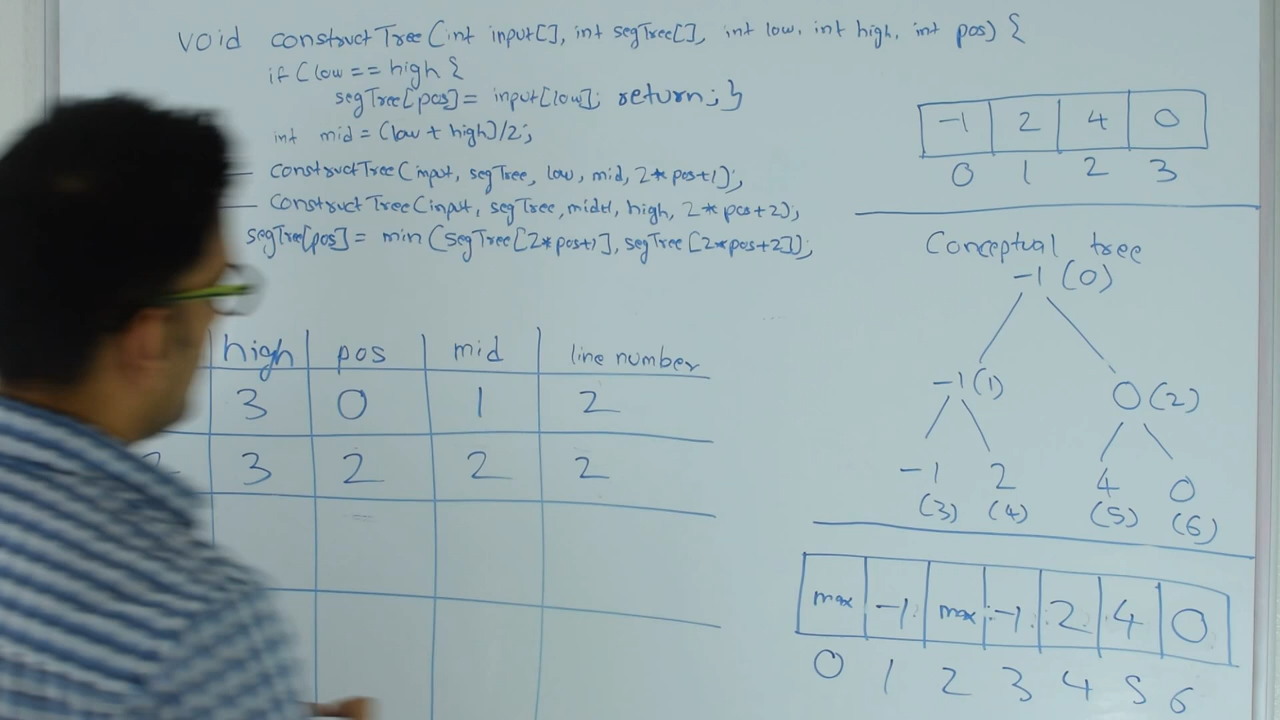 void constructTree(int input[], int segTree[], int low, int high, int pos) {
if (low == high {
segTree[pos] = input[low]; return; }
int mid = (low + high)/2;
constructTree(input, segTree, low, mid, 2*pos+1);
constructTree(input, segTree, mid+1, high, 2*pos+2);
segTree[pos] = min(segTree[2*pos+1], segTree[2*pos+2]);
high pos mid line number
3 0 1 2
2 3 2 2 2
-1 2 4 0
0 1 2 3
Conceptual tree
-1 (0)
-1 (1) 0 (2)
-1 2 4 0
(3) (4) (5) (6)
max -1 max -1 2 4 0
0 1 2 3 4 5 6